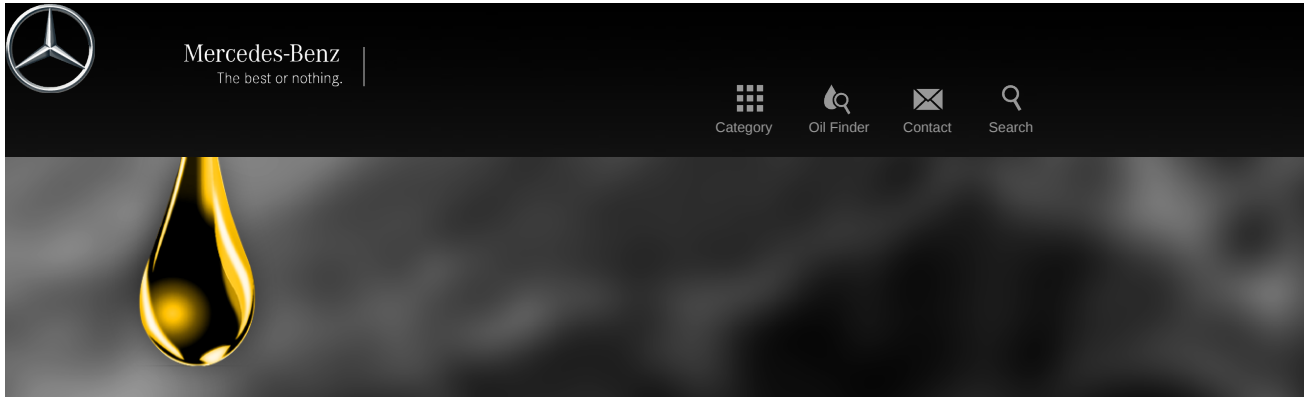 Mercedes-Benz
The best or nothing.
Category
Oil Finder
Contact
Search